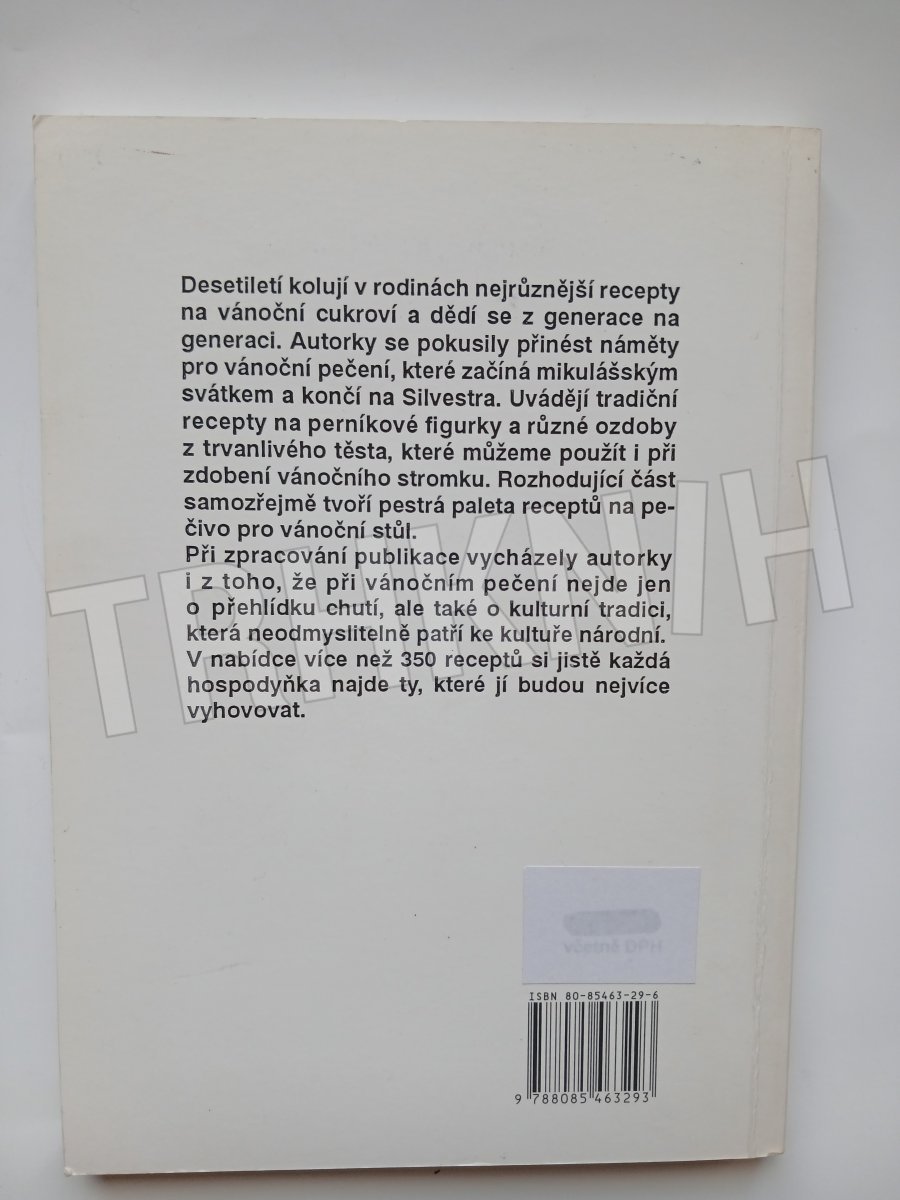 Desetiletí kolují v rodinách nejrůznější recepty
na vánoční cukroví a dědí se z generace na
generaci. Autorky se pokusily přinést náměty
pro vánoční pečení, které začíná mikulášským
svátkem a končí na Silvestra. Uvádějí tradiční
recepty na perníkové figurky a různé ozdoby
z trvanlivého těsta, které můžeme použít i při
zdobení vánočního stromku. Rozhodující část
samozřejmě tvoří pestrá paleta receptů na pe-
čivo pro vánoční stůl.
Při zpracování publikace vycházely autorky
i z toho, že při vánočním pečení nejde jen
o přehlídku chutí, ale také o kulturní tradici,
která neodmyslitelně patří ke kultuře národní.
V nabídce více než 350 receptů si jistě každá
hospodyňka najde ty, které jí budou nejvíce
vyhovovat.
TRHKNIH
včetně DPH
ISBN 80-85463-29-6
9 788085 463293